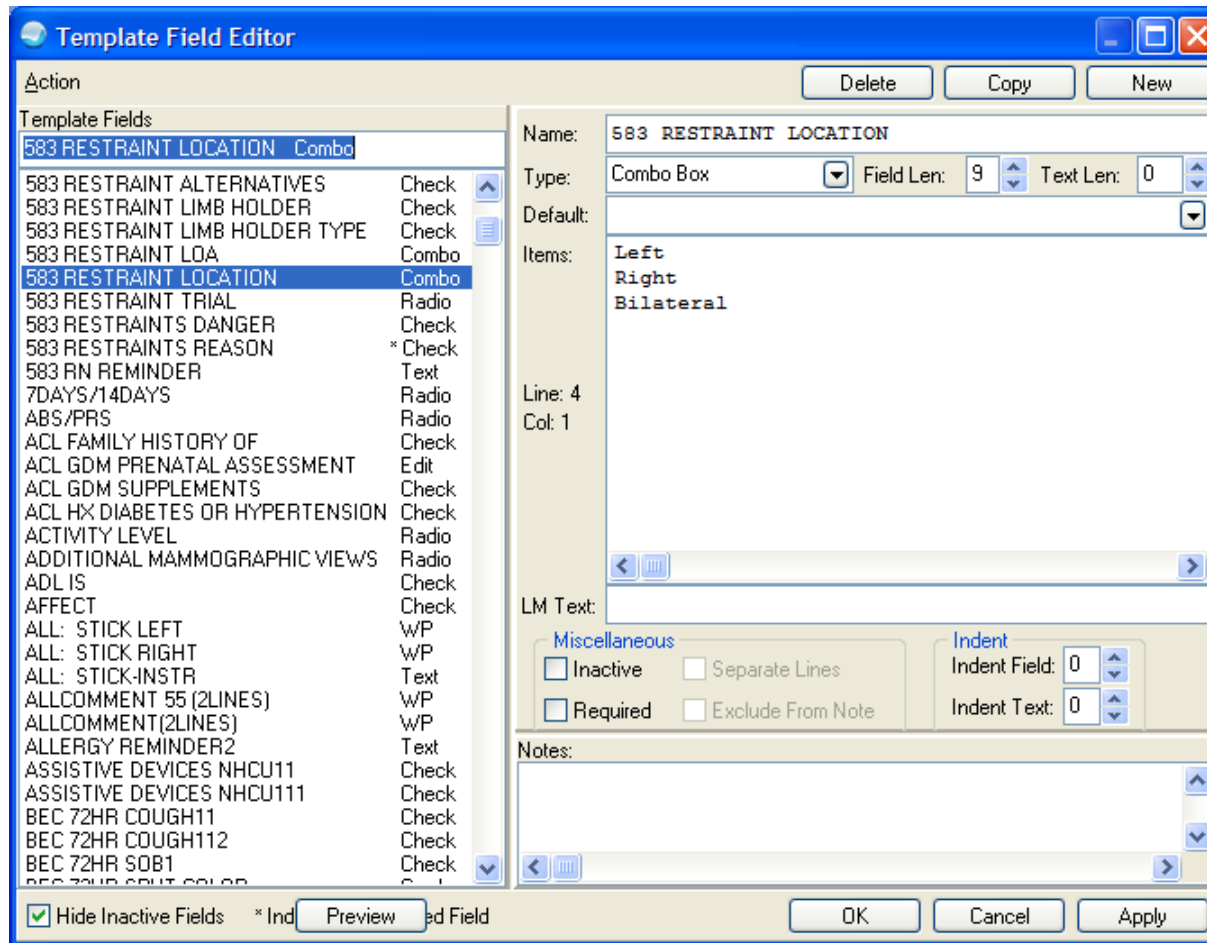 Template Field Editor
Action
Delete
Copy
New
Template Fields
583 RESTRAINT LOCATION Combo
583 RESTRAINT ALTERNATIVES Check
583 RESTRAINT LIMB HOLDER Check
583 RESTRAINT LIMB HOLDER TYPE Check
583 RESTRAINT LOA Combo
583 RESTRAINT LOCATION Combo
583 RESTRAINT TRIAL Radio
583 RESTRAINTS DANGER Check
583 RESTRAINTS REASON * Check
583 RN REMINDER Text
7DAYS/14DAYS Radio
ABS/PRS Radio
ACL FAMILY HISTORY OF Check
ACL GDM PRENATAL ASSESSMENT Edit
ACL GDM SUPPLEMENTS Check
ACL HX DIABETES OR HYPERTENSION Check
ACTIVITY LEVEL Radio
ADDITIONAL MAMMOGRAPHIC VIEWS Radio
ADL IS Check
AFFECT Check
ALL: STICK LEFT WP
ALL: STICK RIGHT WP
ALL: STICK-INSTR Text
ALLCOMMENT 55 (2LINES) WP
ALLCOMMENT(2LINES) WP
ALLERGY REMINDER2 Text
ASSISTIVE DEVICES NHCU11 Check
ASSISTIVE DEVICES NHCU111 Check
BEC 72HR COUGH11 Check
BEC 72HR COUGH112 Check
BEC 72HR SOB1 Check
Name: 583 RESTRAINT LOCATION
Type: Combo Box Field Len: 9 Text Len: 0
Default:
Items: Left
Right
Bilateral
Line: 4
Col: 1
LM Text:
Miscellaneous
Inactive Separate Lines
Required Exclude From Note
Indent
Indent Field: 0
Indent Text: 0
Notes:
Hide Inactive Fields * Ind Preview ed Field
OK
Cancel
Apply